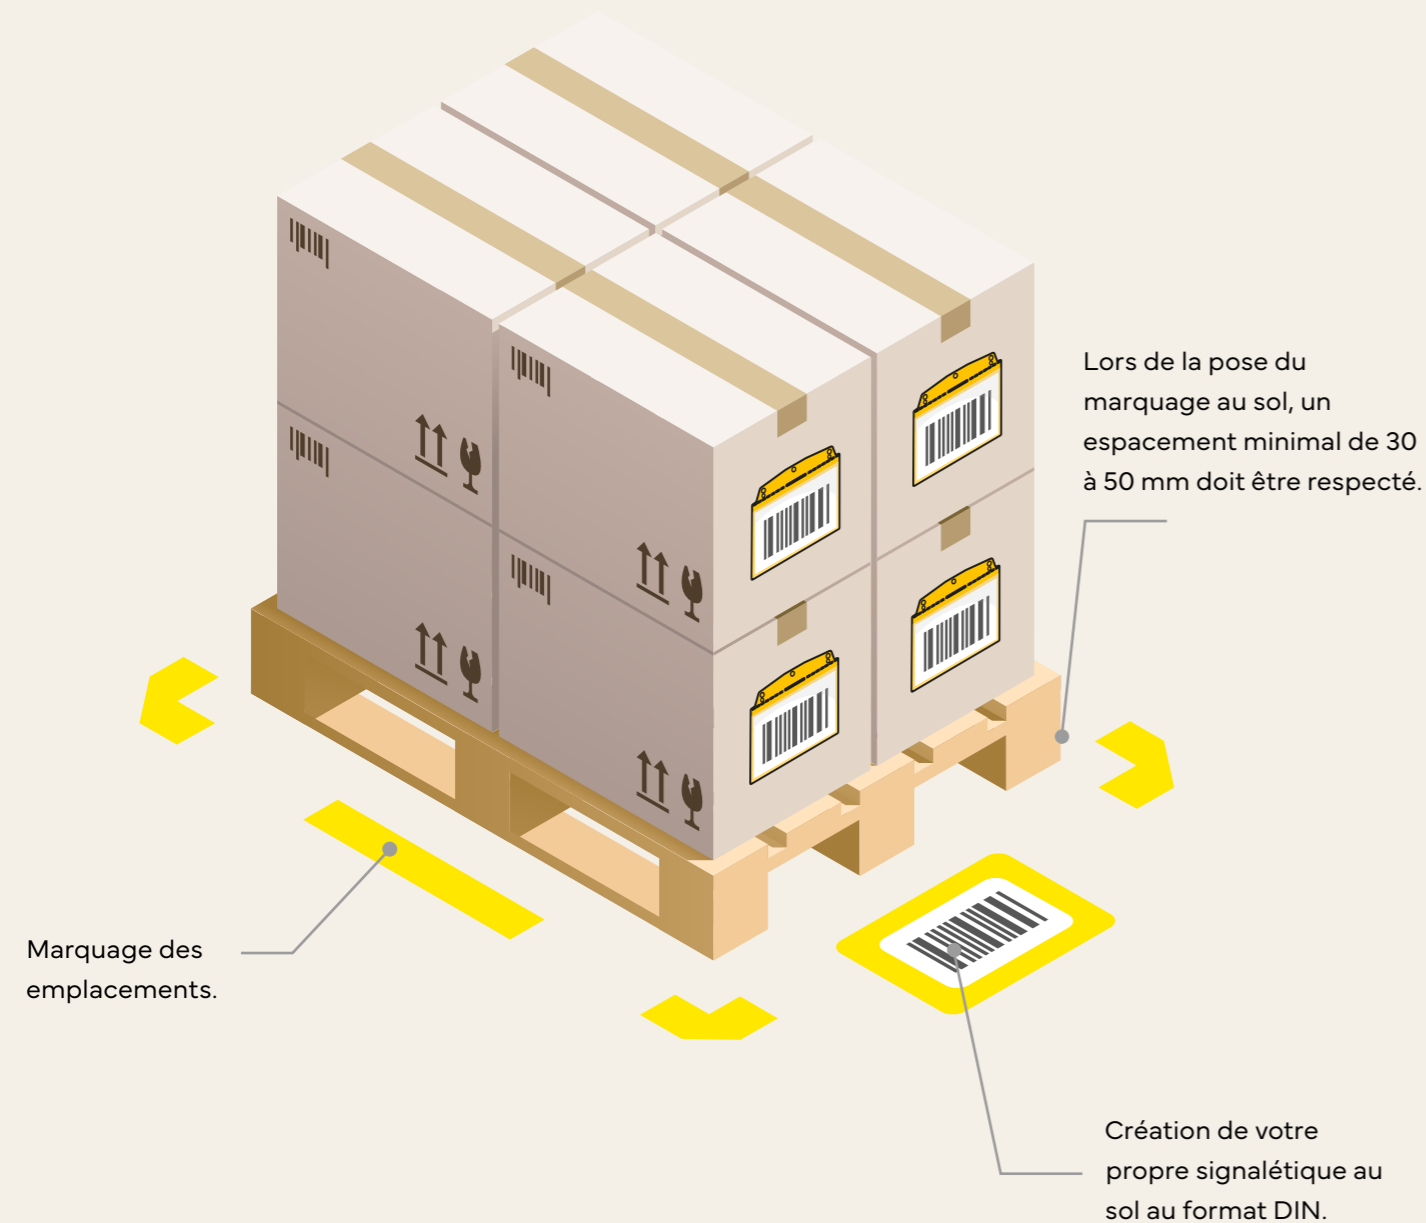 Lors de la pose du
marquage au sol, un
espacement minimal de 30
à 50 mm doit être respecté.
Marquage des
emplacements.
Création de votre
propre signalétique au
sol au format DIN.